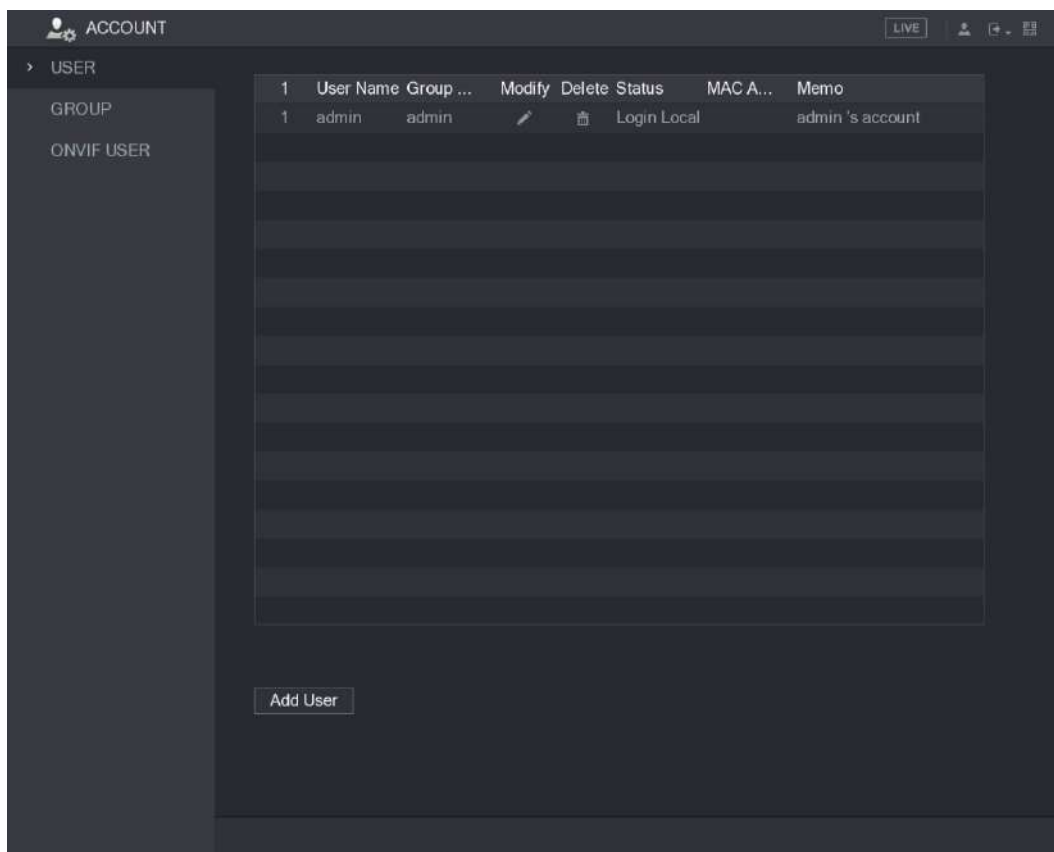 ACCOUNT LIVE
USER
GROUP
ONVIF USER
1 User Name Group ... Modify Delete Status MAC A... Memo
1 admin admin Login Local admin 's account
Add User